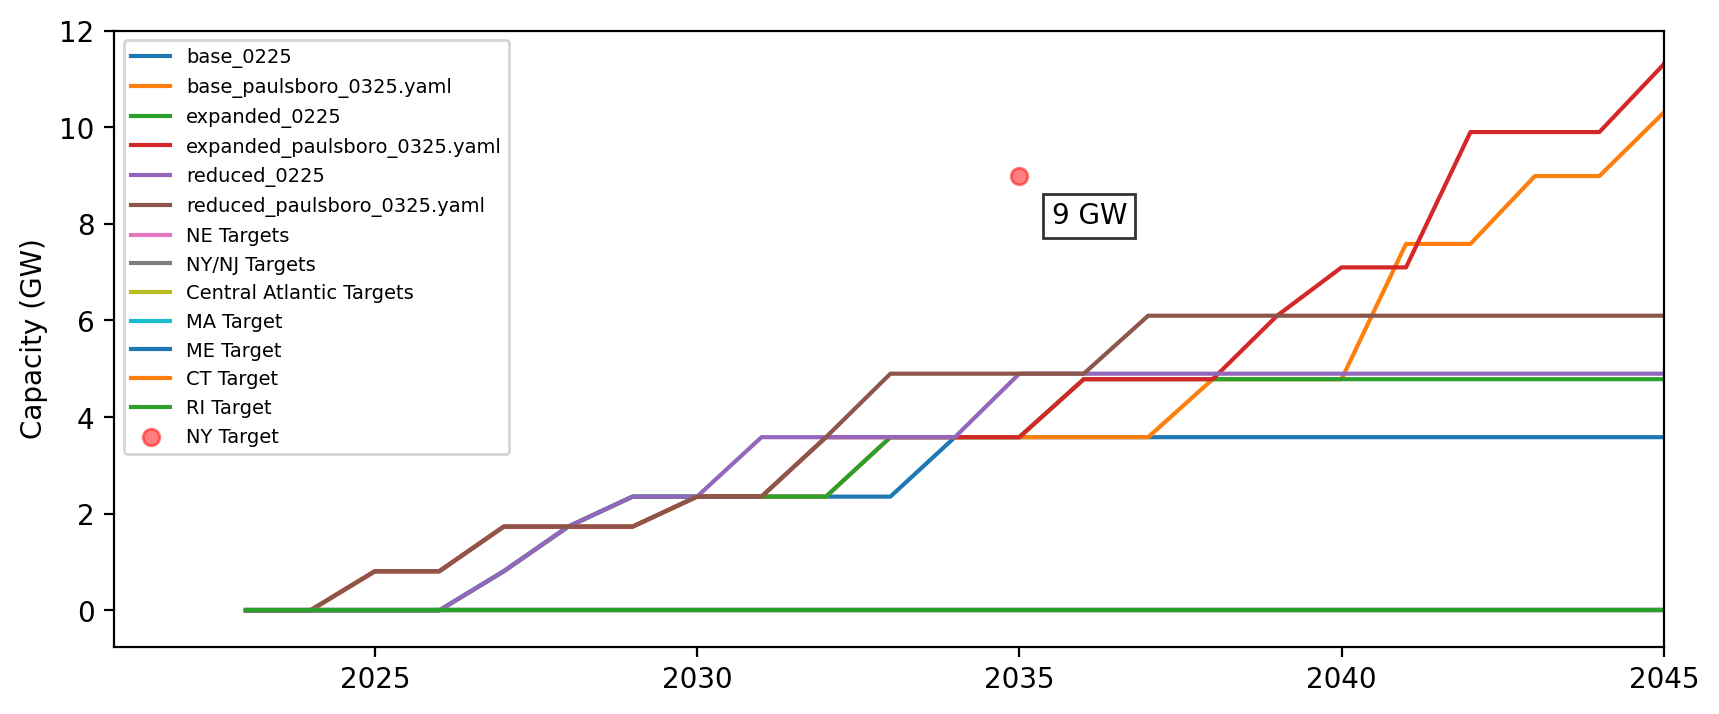 12
10
8
6
4
2
0
Capacity (GW)
base_0225
base_paulsboro_0325.yaml
expanded_0225
expanded_paulsboro_0325.yaml
reduced_0225
reduced_paulsboro_0325.yaml
NE Targets
NY/NJ Targets
Central Atlantic Targets
MA Target
ME Target
CT Target
RI Target
NY Target
9 GW
2025
2030
2035
2040
2045